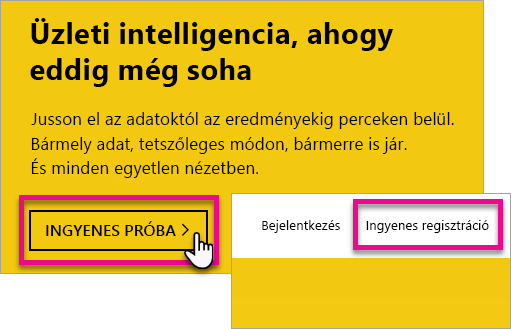 Üzleti intelligencia, ahogy
eddig még soha
Jusson el az adatoktól az eredményekig perceken belül.
Bármely adat, tetszőleges módon, bármerre is jár.
És minden egyetlen nézetben.
INGYENES PRÓBA
Bejelentkezés
Ingyenes regisztráció